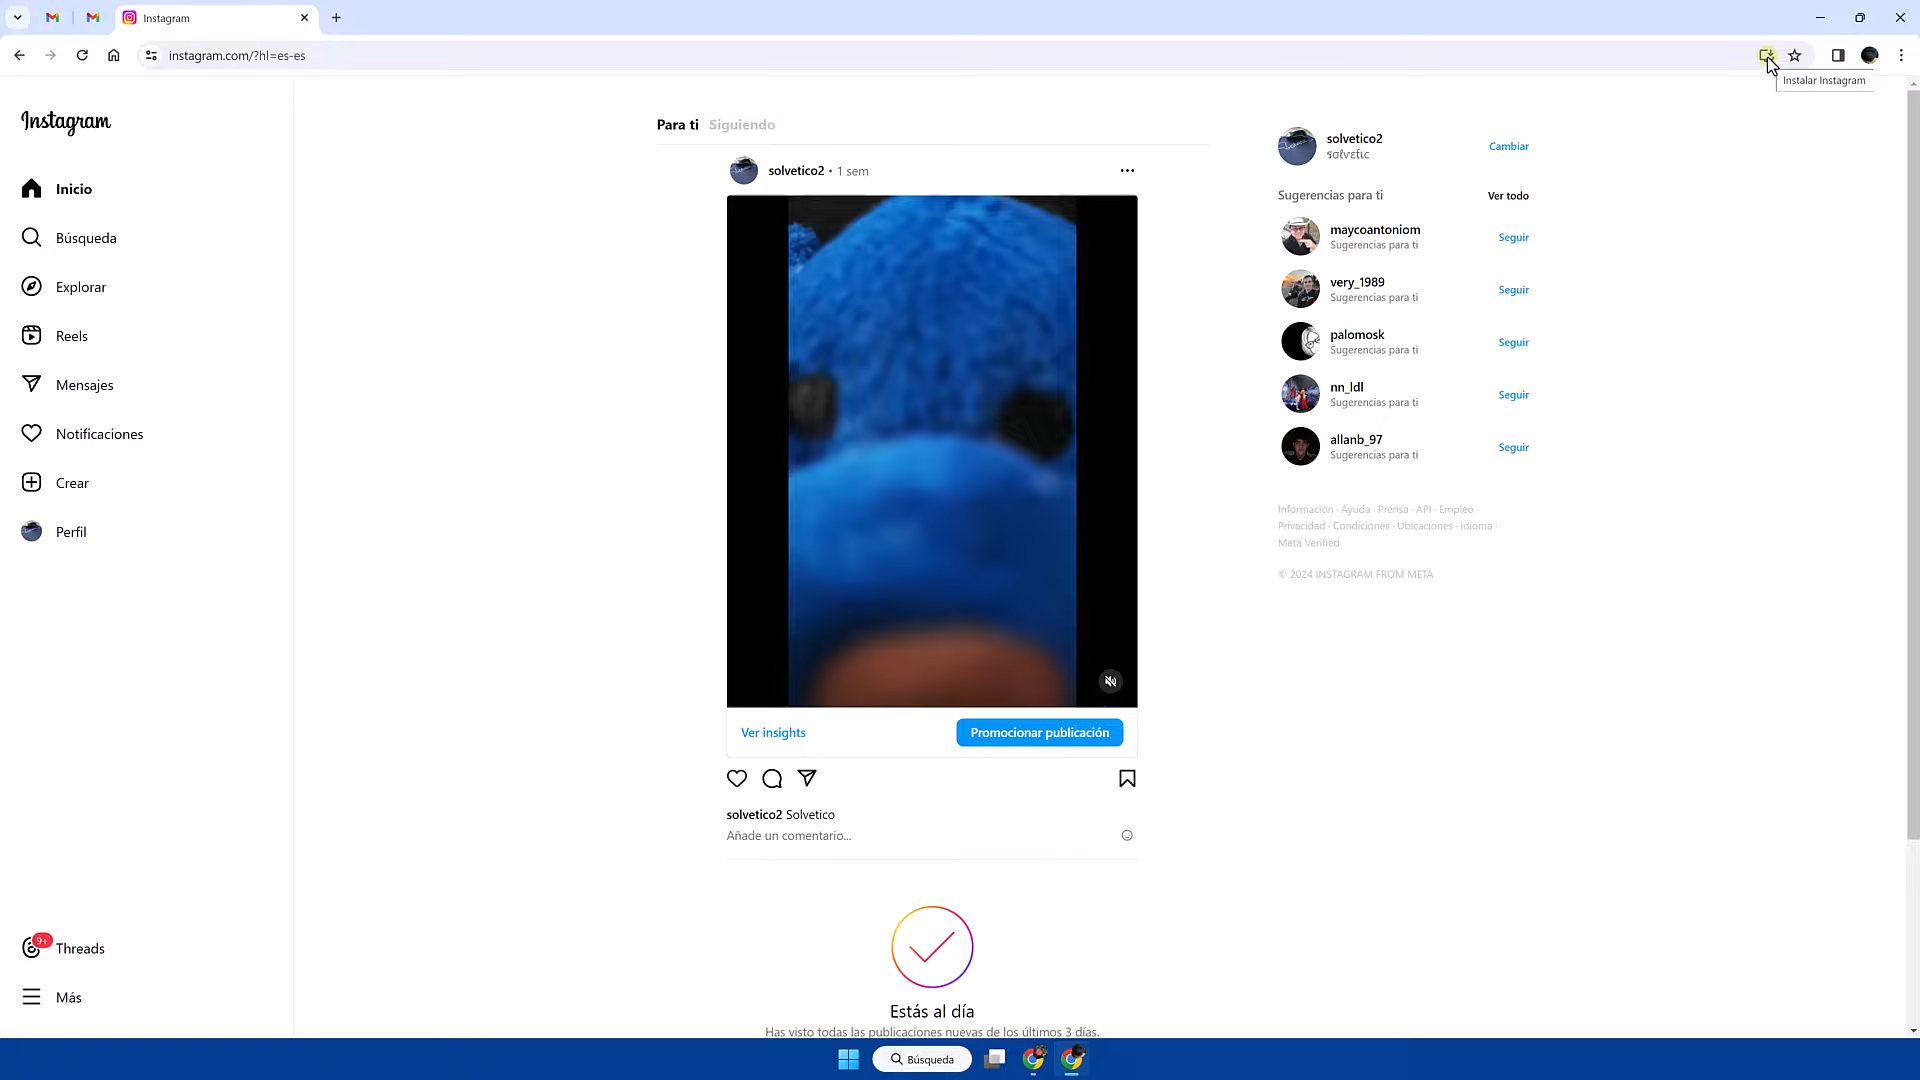 Instagram
instagram.com/?hl=es-es
Instalar Instagram
Instagram
Inicio
Búsqueda
Explorar
Reels
Mensajes
Notificaciones
Crear
Perfil
9+
Threads
Más
Para ti Siguiendo
solvetico2 • 1 sem
Ver insights
Promocionar publicación
solvetico2 Solvetico
Añade un comentario...
Estás al día
Has visto todas las publicaciones nuevas de los últimos 3 días.
solvetico2
Cambiar
Sugerencias para ti
Ver todo
maycoantoniom
Sugerencias para ti
Seguir
very_1989
Sugerencias para ti
Seguir
palomosk
Sugerencias para ti
Seguir
nn_ldl
Sugerencias para ti
Seguir
allanb_97
Sugerencias para ti
Seguir
Información · Ayuda · Prensa · API · Empleo ·
Privacidad · Condiciones · Ubicaciones · Idioma ·
Meta Verified
© 2024 INSTAGRAM FROM META
Búsqueda